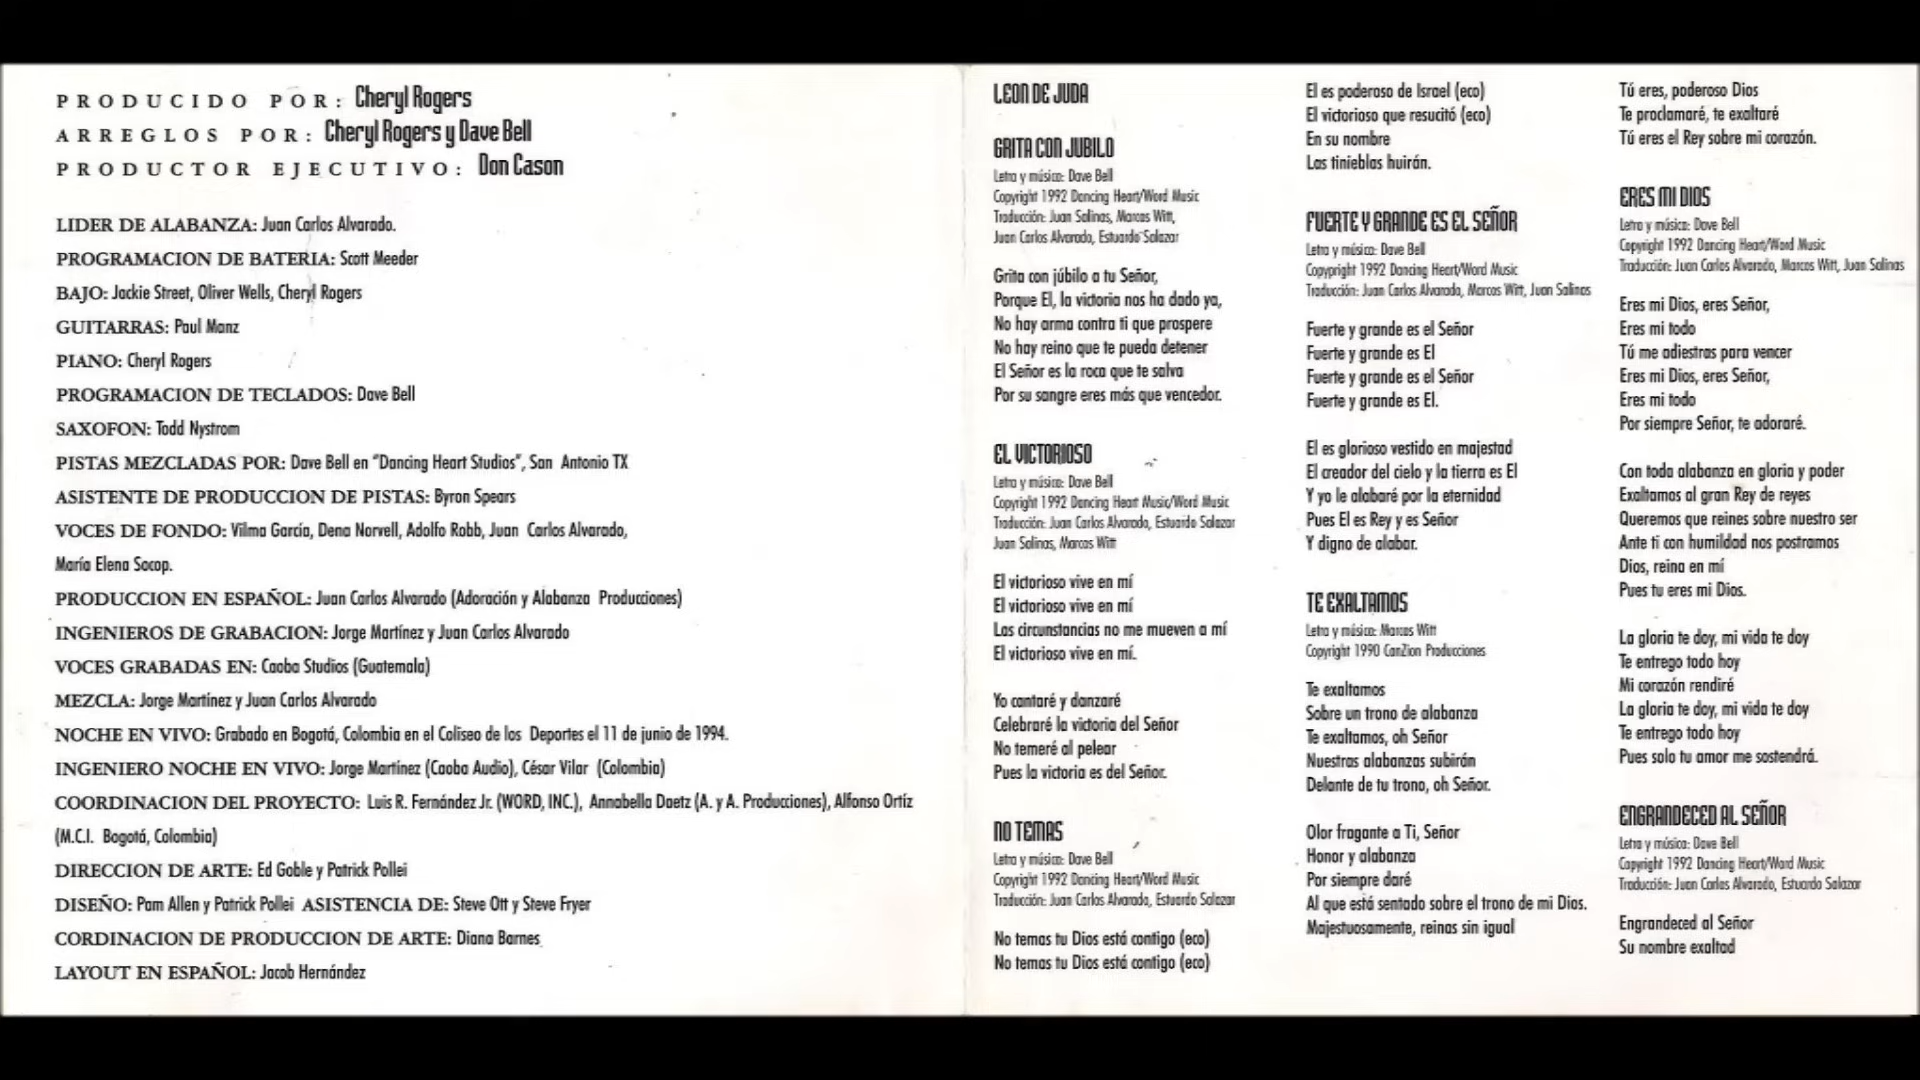 PRODUCIDO POR: Cheryl Rogers
ARREGLOS POR: Cheryl Rogers y Dave Bell
PRODUCTOR EJECUTIVO: Don Cason
LIDER DE ALABANZA: Juan Carlos Alvarado.
PROGRAMACION DE BATERIA: Scott Meeder
BAJO: Jackie Street, Oliver Wells, Cheryl Rogers
GUITARRAS: Paul Manz
PIANO: Cheryl Rogers
PROGRAMACION DE TECLADOS: Dave Bell
SAXOFON: Todd Nystrom
PISTAS MEZCLADAS POR: Dave Bell en "Dancing Heart Studios", San Antonio TX
ASISTENTE DE PRODUCCION DE PISTAS: Byron Spears
VOCES DE FONDO: Vilma García, Dena Norvell, Adolfo Robb, Juan Carlos Alvarado,
María Elena Socop.
PRODUCCION EN ESPAÑOL: Juan Carlos Alvarado (Adoración y Alabanza Producciones)
INGENIEROS DE GRABACION: Jorge Martínez y Juan Carlos Alvarado
VOCES GRABADAS EN: Caoba Studios (Guatemala)
MEZCLA: Jorge Martínez y Juan Carlos Alvarado
NOCHE EN VIVO: Grabado en Bogotá, Colombia en el Coliseo de los Deportes el 11 de junio de 1994.
INGENIERO NOCHE EN VIVO: Jorge Martínez (Caoba Audio), César Vilar (Colombia)
COORDINACION DEL PROYECTO: Luis R. Fernández Jr. (WORD, INC.), Annabella Daetz (A. y A. Producciones), Alfonso Ortíz
(M.C.I. Bogotá, Colombia)
DIRECCION DE ARTE: Ed Gable y Patrick Pollei
DISEÑO: Pam Allen y Patrick Pollei ASISTENCIA DE: Steve Ott y Steve Fryer
CORDINACION DE PRODUCCION DE ARTE: Diana Barnes
LAYOUT EN ESPAÑOL: Jacob Hernández
LEON DE JUDA
GRITA CON JUBILO
Letra y música: Dave Bell
Copyright 1992 Dancing Heart/Word Music
Traducción: Juan Salinas, Marcos Witt,
Juan Carlos Alvarado, Estuardo Salazar
Grita con júbilo a tu Señor,
Porque El, la victoria nos ha dado ya,
No hay arma contra ti que prospere
No hay reino que te pueda detener
El Señor es la roca que te salva
Por su sangre eres más que vencedor.
EL VICTORIOSO
Letra y música: Dave Bell
Copyright 1992 Dancing Heart Music/Word Music
Traducción: Juan Carlos Alvarado, Estuardo Salazar
Juan Salinas, Marcos Witt
El victorioso vive en mí
El victorioso vive en mí
Las circunstancias no me mueven a mí
El victorioso vive en mí.
Yo cantaré y danzaré
Celebraré la victoria del Señor
No temeré al pelear
Pues la victoria es del Señor.
NO TEMAS
Letra y música: Dave Bell
Copyright 1992 Dancing Heart/Word Music
Traducción: Juan Carlos Alvarado, Estuardo Salazar
No temas tu Dios está contigo (eco)
No temas tu Dios está contigo (eco)
El es poderoso de Israel (eco)
El victorioso que resucitó (eco)
En su nombre
Las tinieblas huirán.
FUERTE Y GRANDE ES EL SEÑOR
Letra y música: Dave Bell
Copypright 1992 Dancing Heart/Word Music
Traducción: Juan Carlos Alvarado, Marcos Witt, Juan Salinas
Fuerte y grande es el Señor
Fuerte y grande es El
Fuerte y grande es el Señor
Fuerte y grande es El.
El es glorioso vestido en majestad
El creador del cielo y la tierra es El
Y yo le alabaré por la eternidad
Pues El es Rey y es Señor
Y digno de alabar.
TE EXALTAMOS
Letra y música: Marcos Witt
Copyright 1990 CanZion Producciones
Te exaltamos
Sobre un trono de alabanza
Te exaltamos, oh Señor
Nuestras alabanzas subirán
Delante de tu trono, oh Señor.
Olor fragante a Ti, Señor
Honor y alabanza
Por siempre daré
Al que está sentado sobre el trono de mi Dios.
Majestuosamente, reinas sin igual
Tú eres, poderoso Dios
Te proclamaré, te exaltaré
Tú eres el Rey sobre mi corazón.
ERES MI DIOS
Letra y música: Dave Bell
Copyright 1992 Dancing Heart/Word Music
Traducción: Juan Carlos Alvarado, Marcos Witt, Juan Salinas
Eres mi Dios, eres Señor,
Eres mi todo
Tú me adiestras para vencer
Eres mi Dios, eres Señor,
Eres mi todo
Por siempre Señor, te adoraré.
Con toda alabanza en gloria y poder
Exaltamos al gran Rey de reyes
Queremos que reines sobre nuestro ser
Ante ti con humildad nos postramos
Dios, reina en mí
Pues tu eres mi Dios.
La gloria te doy, mi vida te doy
Te entrego todo hoy
Mi corazón rendiré
La gloria te doy, mi vida te doy
Te entrego todo hoy
Pues solo tu amor me sostendrá.
ENGRANDECED AL SEÑOR
Letra y música: Dave Bell
Copyright 1992 Dancing Heart/Word Music
Traducción: Juan Carlos Alvarado, Estuardo Salazar
Engrandeced al Señor
Su nombre exaltad